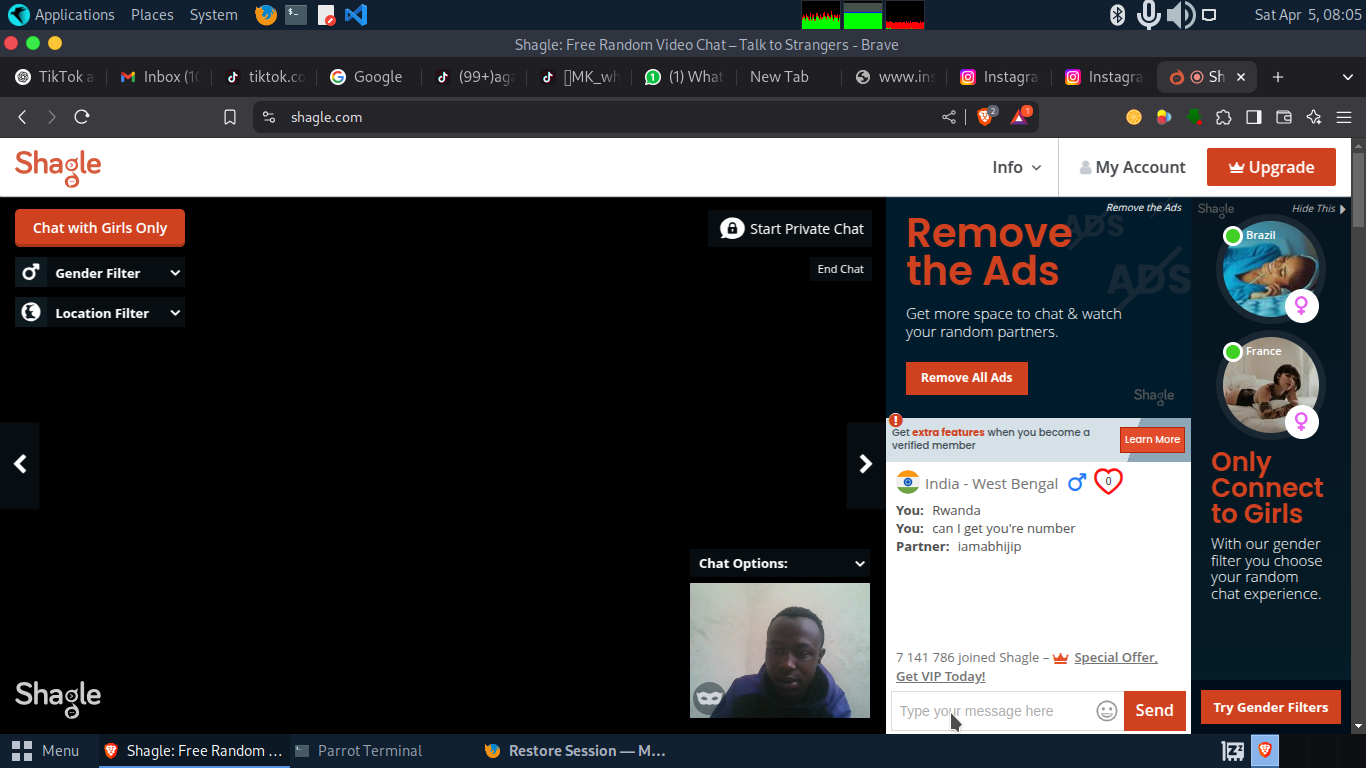 Applications Places System
Sat Apr 5, 08:05
Shagle: Free Random Video Chat – Talk to Strangers - Brave
TikTok a
Inbox (10
tiktok.co
Google
(99+)aga
MK_wh
(1) What
New Tab
www.ins
Instagra
Instagra
Sh
shagle.com
2
1
Shagle
Info
My Account
Upgrade
Chat with Girls Only
Gender Filter
Location Filter
Start Private Chat
End Chat
Remove the Ads
Remove
the Ads
ADS
ADS
Get more space to chat & watch
your random partners.
Remove All Ads
Shagle
Shagle
Hide This
Brazil
France
Only
Connect
to Girls
With our gender
filter you choose
your random
chat experience.
Try Gender Filters
Get extra features when you become a
verified member
Learn More
India - West Bengal
0
You: Rwanda
You: can I get you're number
Partner: iamabhijip
Chat Options:
7 141 786 joined Shagle – Special Offer,
Get VIP Today!
Type your message here
Send
Shagle
Menu
Shagle: Free Random ...
Parrot Terminal
Restore Session — M...